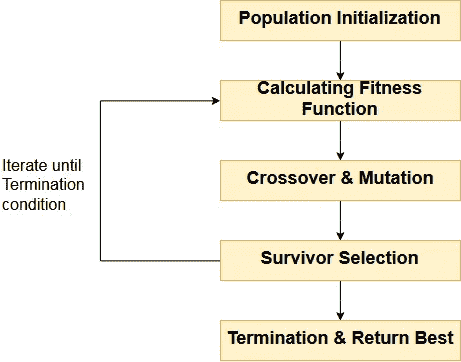 Population Initialization
Calculating Fitness
Function
Iterate until
Termination
condition
Crossover & Mutation
Survivor Selection
Termination & Return Best